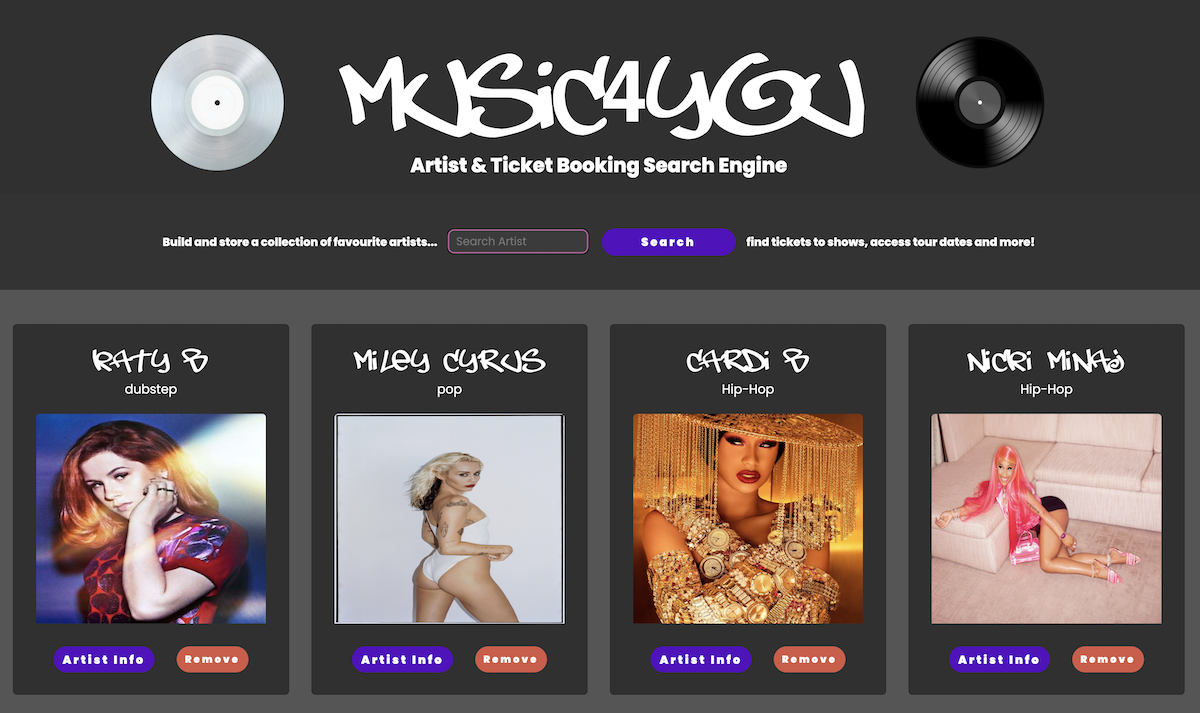 MUSiC4YOU
Artist & Ticket Booking Search Engine
Build and store a collection of favourite artists... Search Artist Search find tickets to shows, access tour dates and more!
KATY B
dubstep
Artist Info Remove
MiLEY CYRUS
pop
Artist Info Remove
CARDi B
Hip-Hop
Artist Info Remove
NiCKi MiNAj
Hip-Hop
Artist Info Remove